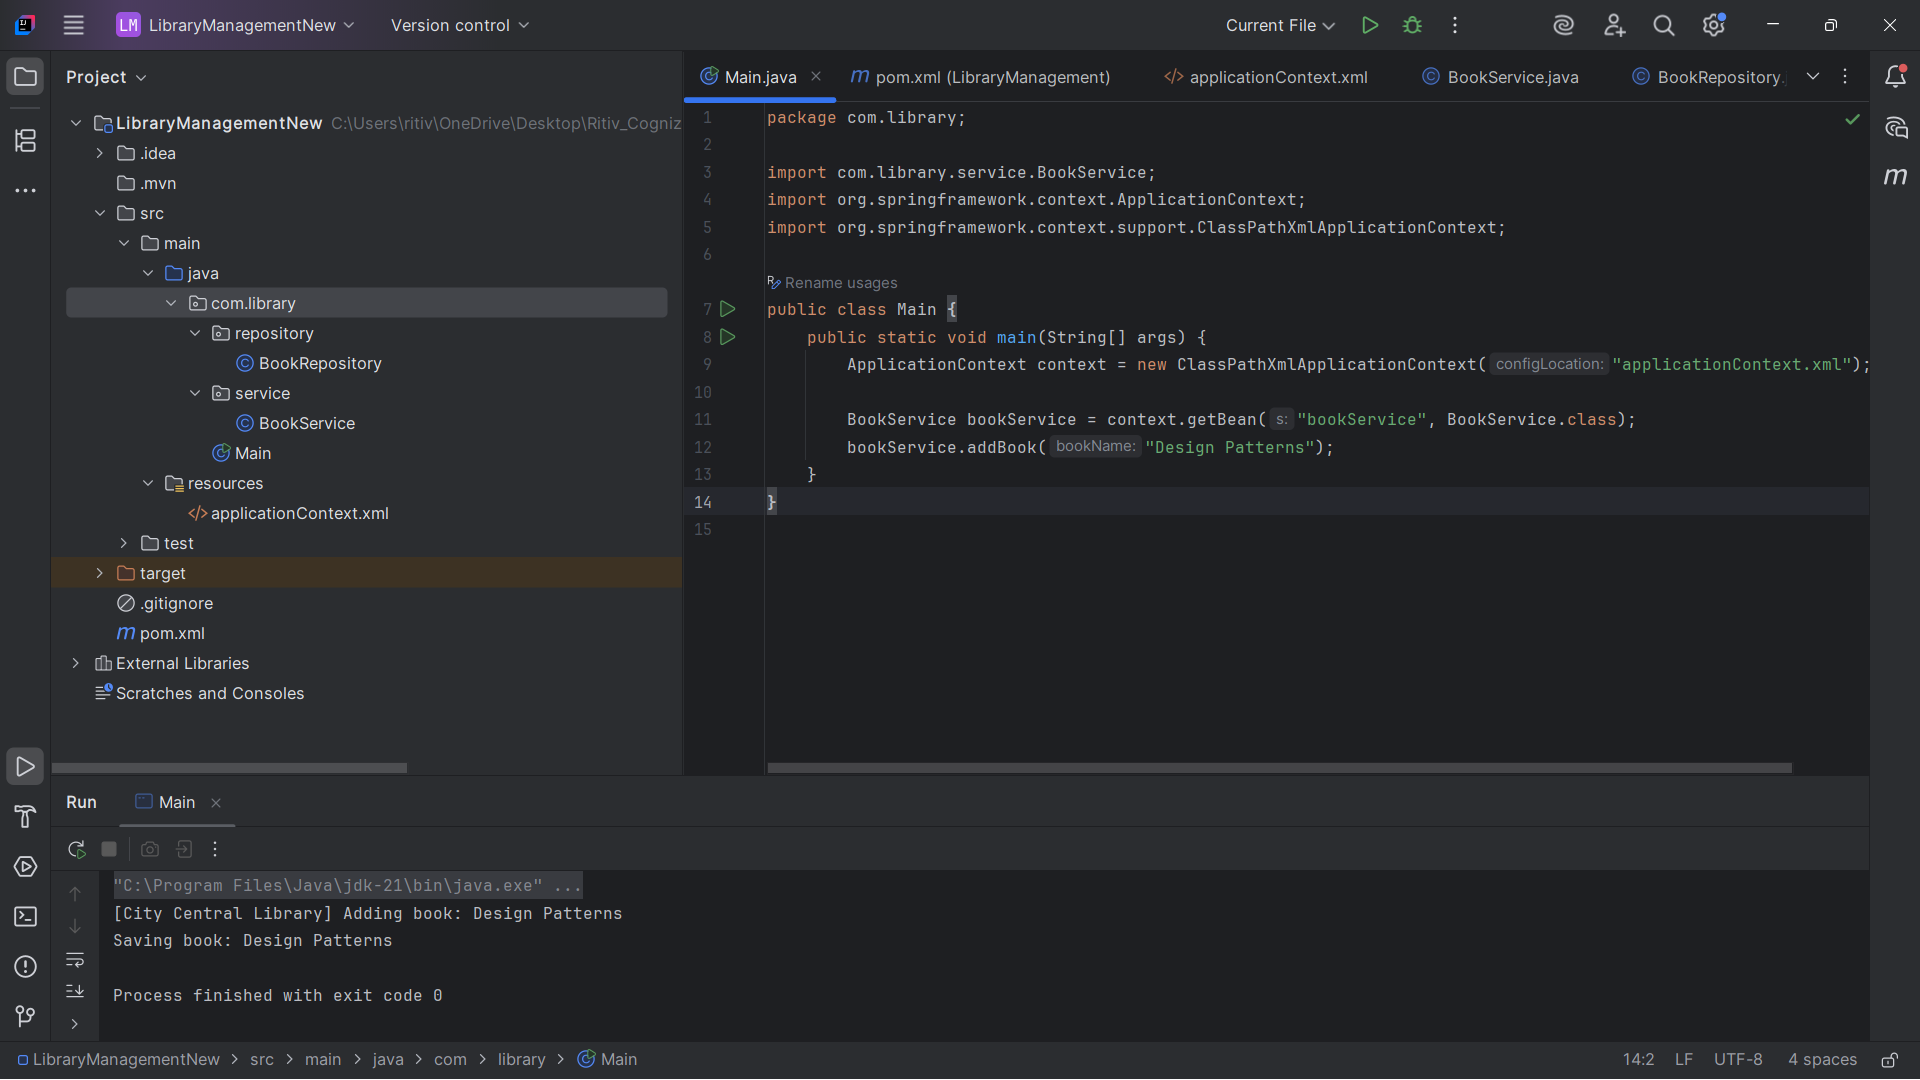 LM LibraryManagementNew Version control Current File
Project
LibraryManagementNew C:\Users\ritiv\OneDrive\Desktop\Ritiv_Cogniz
.idea
.mvn
src
main
java
com.library
repository
BookRepository
service
BookService
Main
resources
applicationContext.xml
test
target
.gitignore
pom.xml
External Libraries
Scratches and Consoles
Main.java pom.xml (LibraryManagement) applicationContext.xml BookService.java BookRepository.
1 package com.library;
2
3 import com.library.service.BookService;
4 import org.springframework.context.ApplicationContext;
5 import org.springframework.context.support.ClassPathXmlApplicationContext;
6
Rename usages
7 public class Main {
8 public static void main(String[] args) {
9 ApplicationContext context = new ClassPathXmlApplicationContext( configLocation: "applicationContext.xml");
10
11 BookService bookService = context.getBean( s: "bookService", BookService.class);
12 bookService.addBook( bookName: "Design Patterns");
13 }
14 }
15
Run Main
"C:\Program Files\Java\jdk-21\bin\java.exe" ...
[City Central Library] Adding book: Design Patterns
Saving book: Design Patterns
Process finished with exit code 0
LibraryManagementNew > src > main > java > com > library > Main 14:2 LF UTF-8 4 spaces